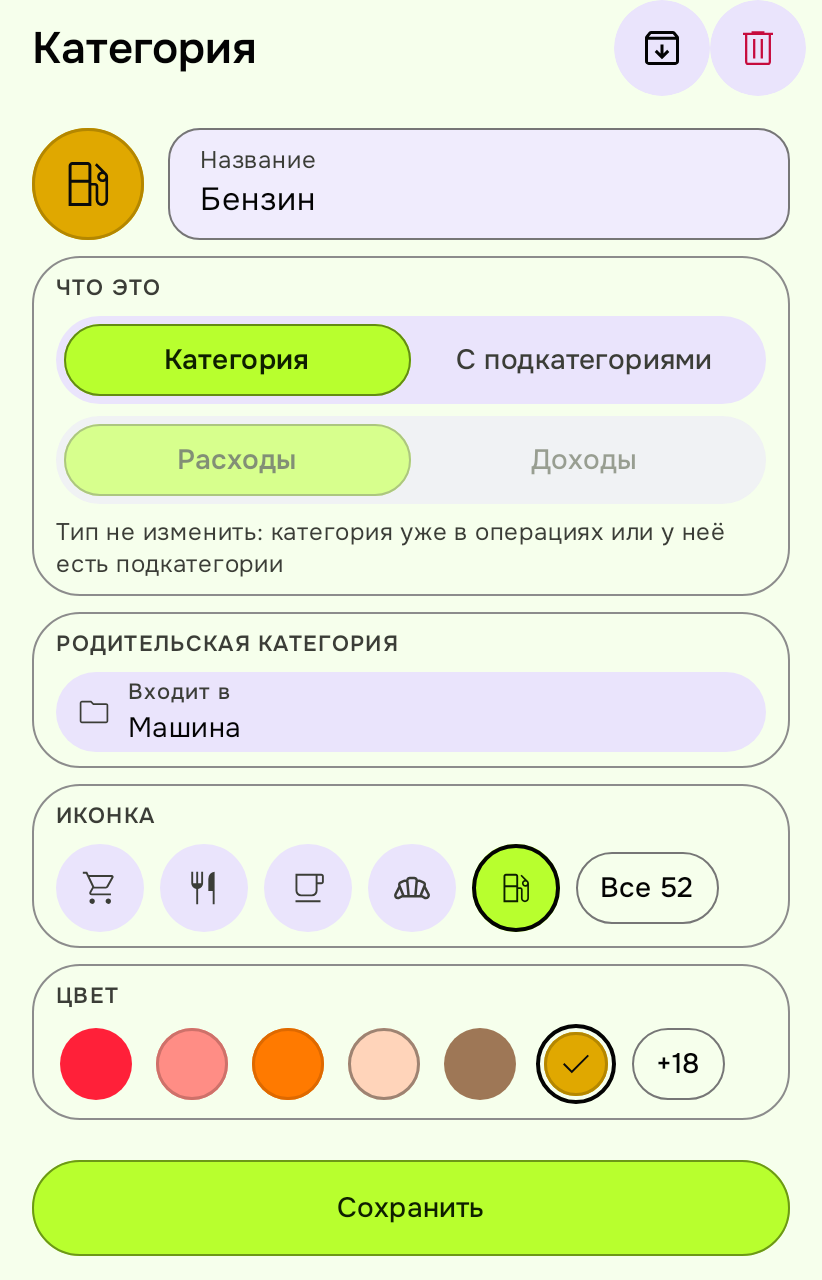 Категория
Название
Бензин
ЧТО ЭТО
Категория
С подкатегориями
Расходы
Доходы
Тип не изменить: категория уже в операциях или у неё
есть подкатегории
РОДИТЕЛЬСКАЯ КАТЕГОРИЯ
Входит в
Машина
ИКОНКА
Все 52
ЦВЕТ
+18
Сохранить